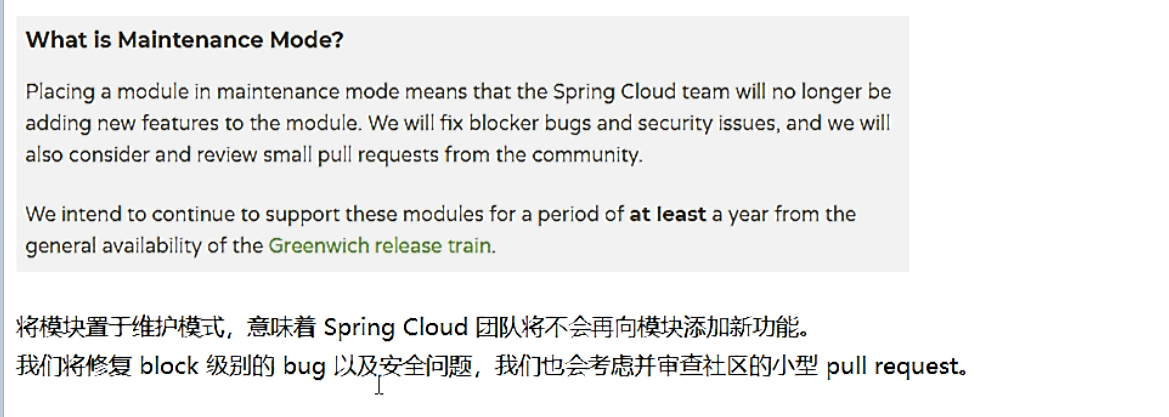 What is Maintenance Mode?
Placing a module in maintenance mode means that the Spring Cloud team will no longer be
adding new features to the module. We will fix blocker bugs and security issues, and we will
also consider and review small pull requests from the community.
We intend to continue to support these modules for a period of at least a year from the
general availability of the Greenwich release train.
将模块置于维护模式，意味着 Spring Cloud 团队将不会再向模块添加新功能。
我们将修复 block 级别的 bug 以及安全问题，我们也会考虑并审查社区的小型 pull request。